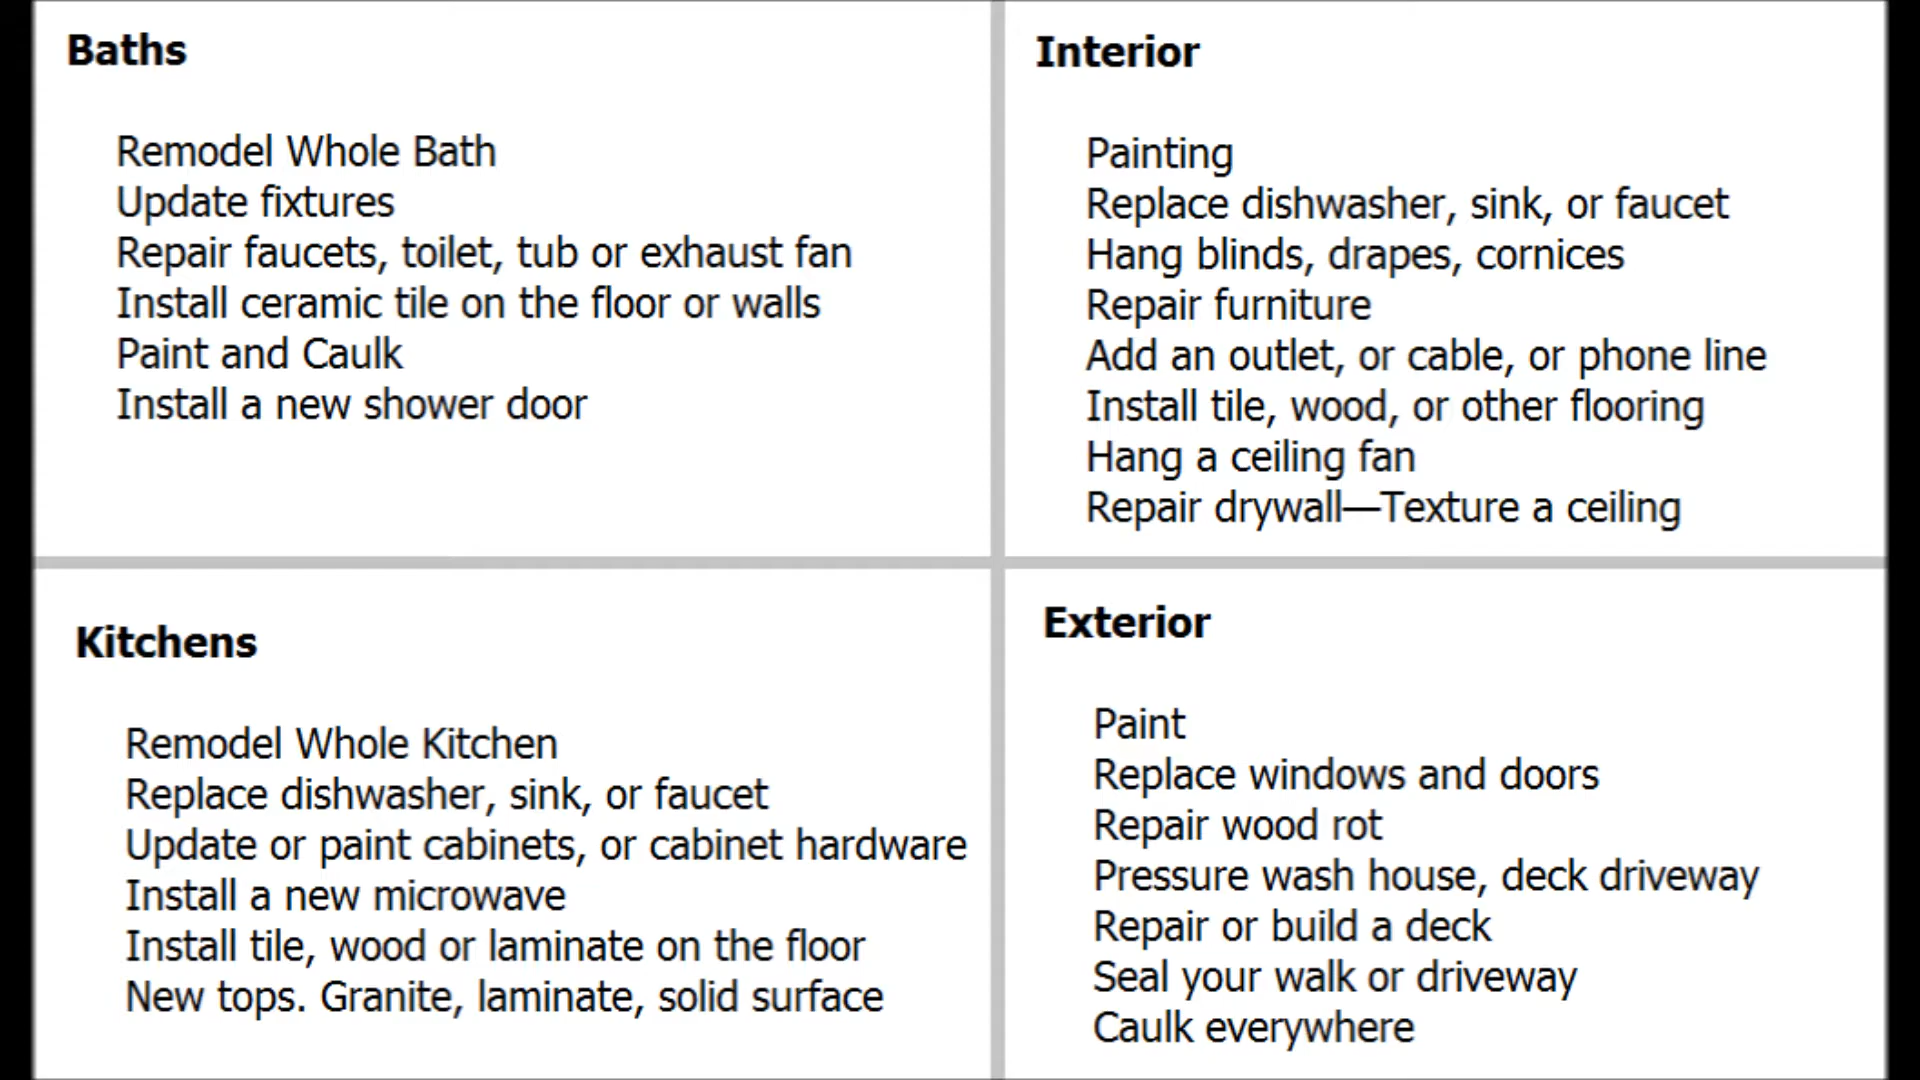 Baths
Remodel Whole Bath
Update fixtures
Repair faucets, toilet, tub or exhaust fan
Install ceramic tile on the floor or walls
Paint and Caulk
Install a new shower door
Interior
Painting
Replace dishwasher, sink, or faucet
Hang blinds, drapes, cornices
Repair furniture
Add an outlet, or cable, or phone line
Install tile, wood, or other flooring
Hang a ceiling fan
Repair drywall—Texture a ceiling
Kitchens
Remodel Whole Kitchen
Replace dishwasher, sink, or faucet
Update or paint cabinets, or cabinet hardware
Install a new microwave
Install tile, wood or laminate on the floor
New tops. Granite, laminate, solid surface
Exterior
Paint
Replace windows and doors
Repair wood rot
Pressure wash house, deck driveway
Repair or build a deck
Seal your walk or driveway
Caulk everywhere